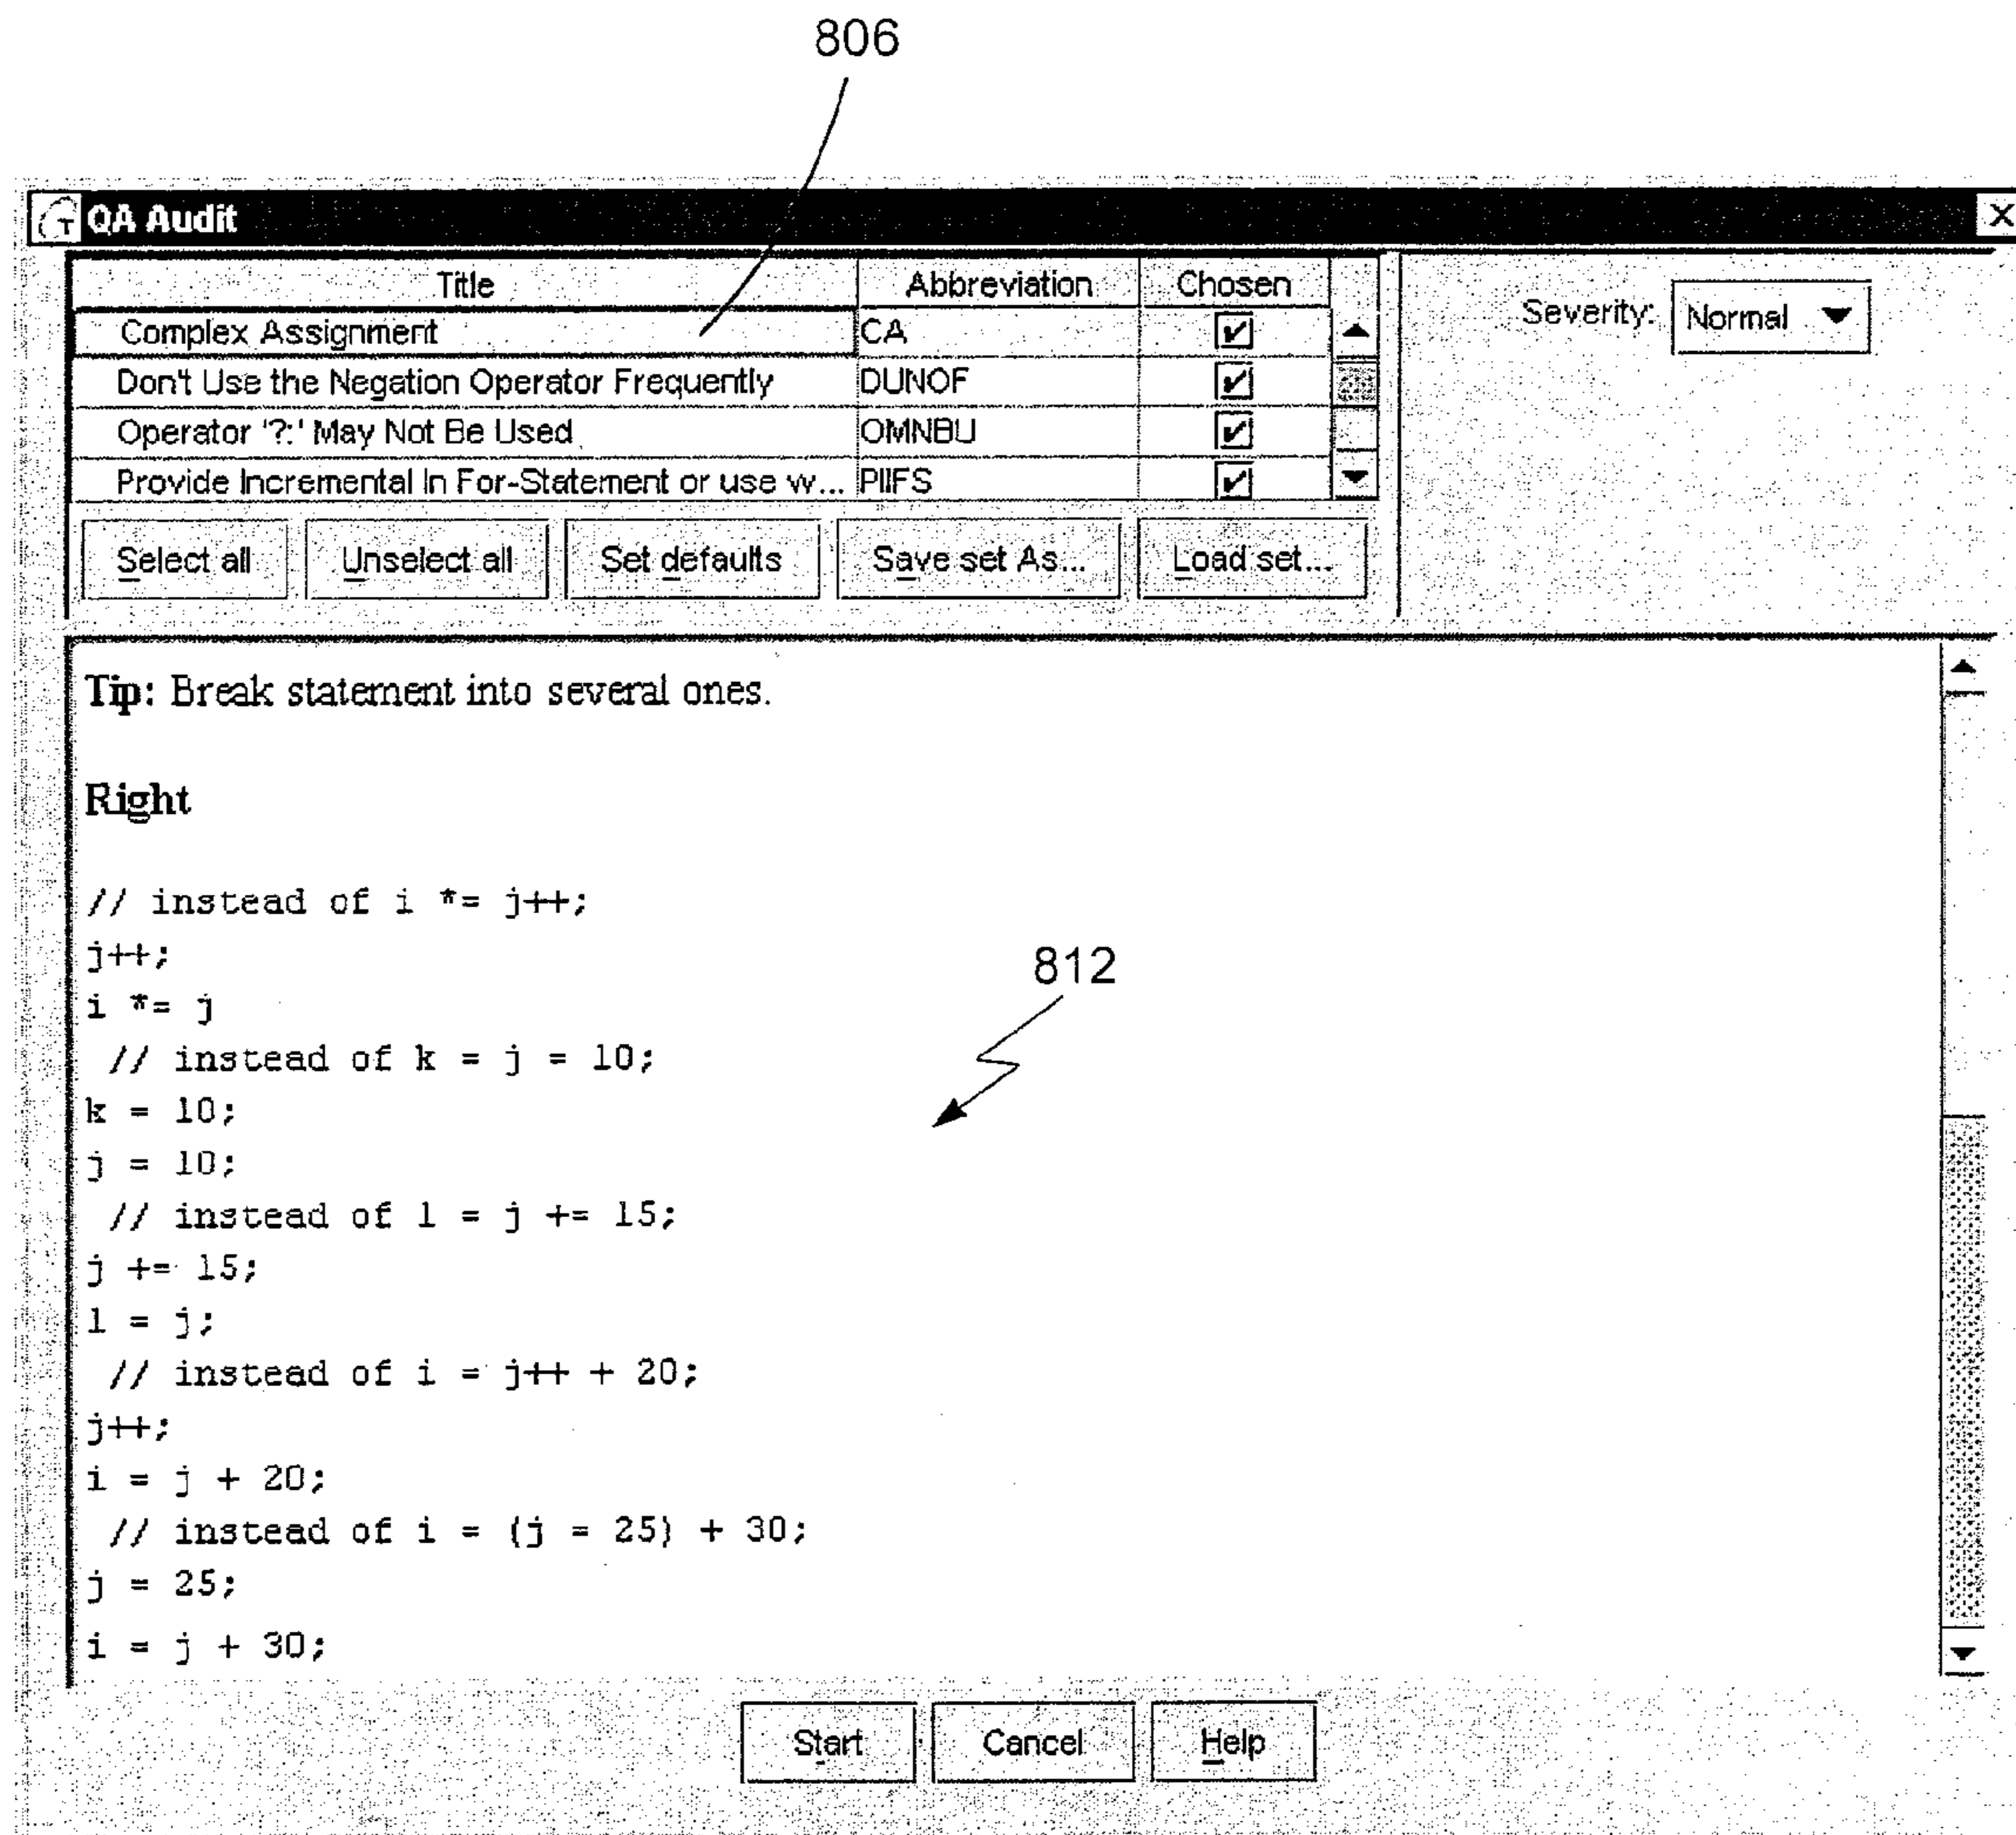 806
QA Audit
Title Abbreviation Chosen
Complex Assignment CA
Severity: Normal
Don't Use the Negation Operator Frequently DUNOF
Operator '?:' May Not Be Used OMNBU
Provide Incremental In For-Statement or use w... PIIFS
Select all Unselect all Set defaults Save set As... Load set...
Tip: Break statement into several ones.
Right
// instead of i *= j++;
j++;
812
i *= j
// instead of k = j = 10;
k = 10;
j = 10;
// instead of l = j += 15;
j += 15;
l = j;
// instead of i = j++ + 20;
j++;
i = j + 20;
// instead of i = (j = 25) + 30;
j = 25;
i = j + 30;
Start Cancel Help